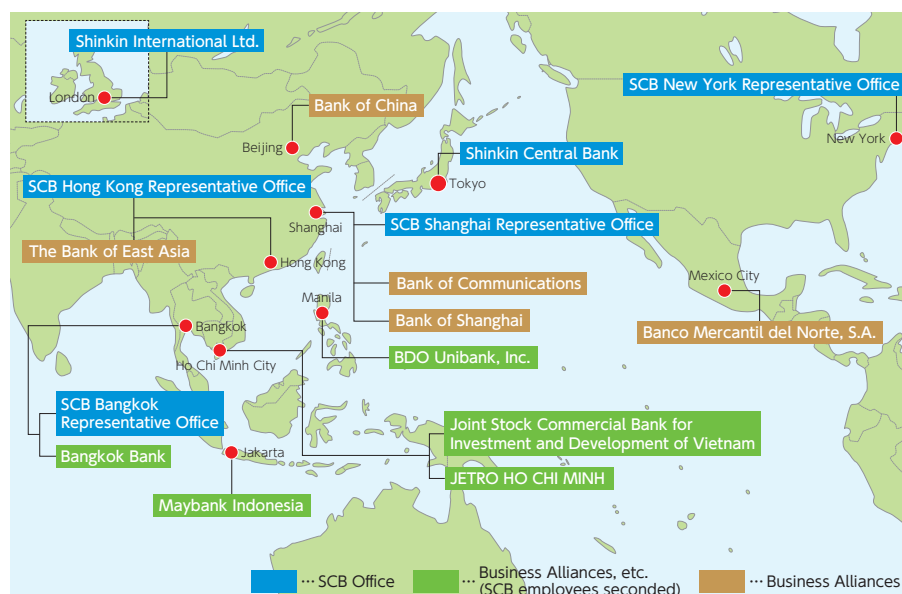 Shinkin International Ltd.
London
Bank of China
Beijing
SCB New York Representative Office
New York
Shinkin Central Bank
Tokyo
SCB Hong Kong Representative Office
Shanghai
SCB Shanghai Representative Office
The Bank of East Asia
Hong Kong
Bank of Communications
Mexico City
Manila
Bank of Shanghai
Banco Mercantil del Norte, S.A.
Bangkok
BDO Unibank, Inc.
Ho Chi Minh City
SCB Bangkok
Representative Office
Joint Stock Commercial Bank for
Investment and Development of Vietnam
Bangkok Bank
Jakarta
JETRO HO CHI MINH
Maybank Indonesia
… SCB Office
… Business Alliances, etc.
(SCB employees seconded)
… Business Alliances